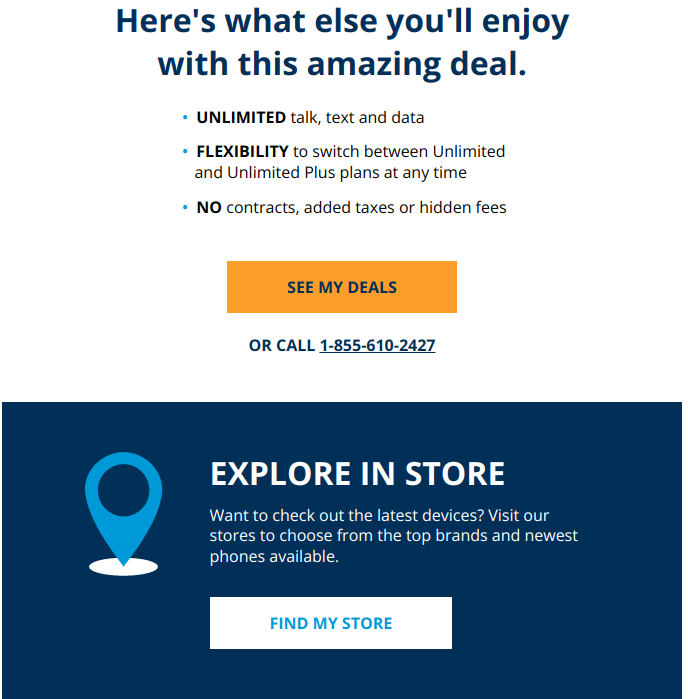 Here's what else you'll enjoy
with this amazing deal.
• UNLIMITED talk, text and data
• FLEXIBILITY to switch between Unlimited
and Unlimited Plus plans at any time
• NO contracts, added taxes or hidden fees
SEE MY DEALS
OR CALL 1-855-610-2427
EXPLORE IN STORE
Want to check out the latest devices? Visit our
stores to choose from the top brands and newest
phones available.
FIND MY STORE